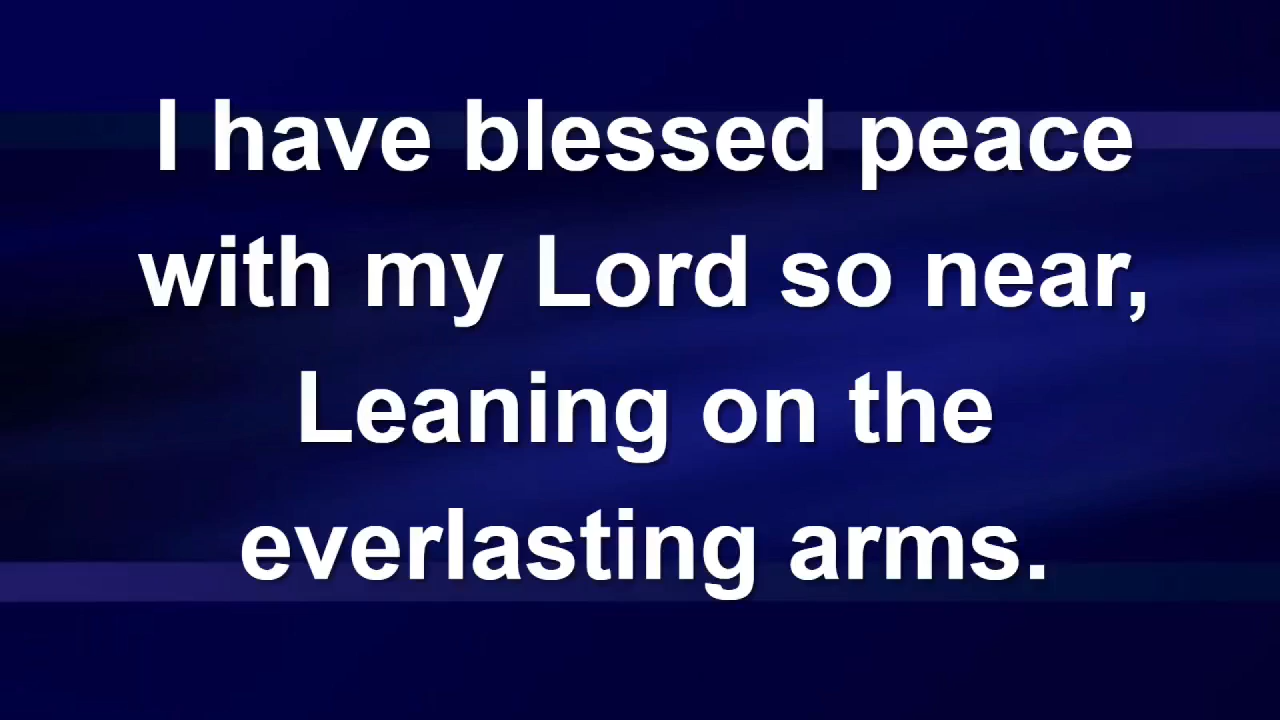 I have blessed peace
with my Lord so near,
Leaning on the
everlasting arms.